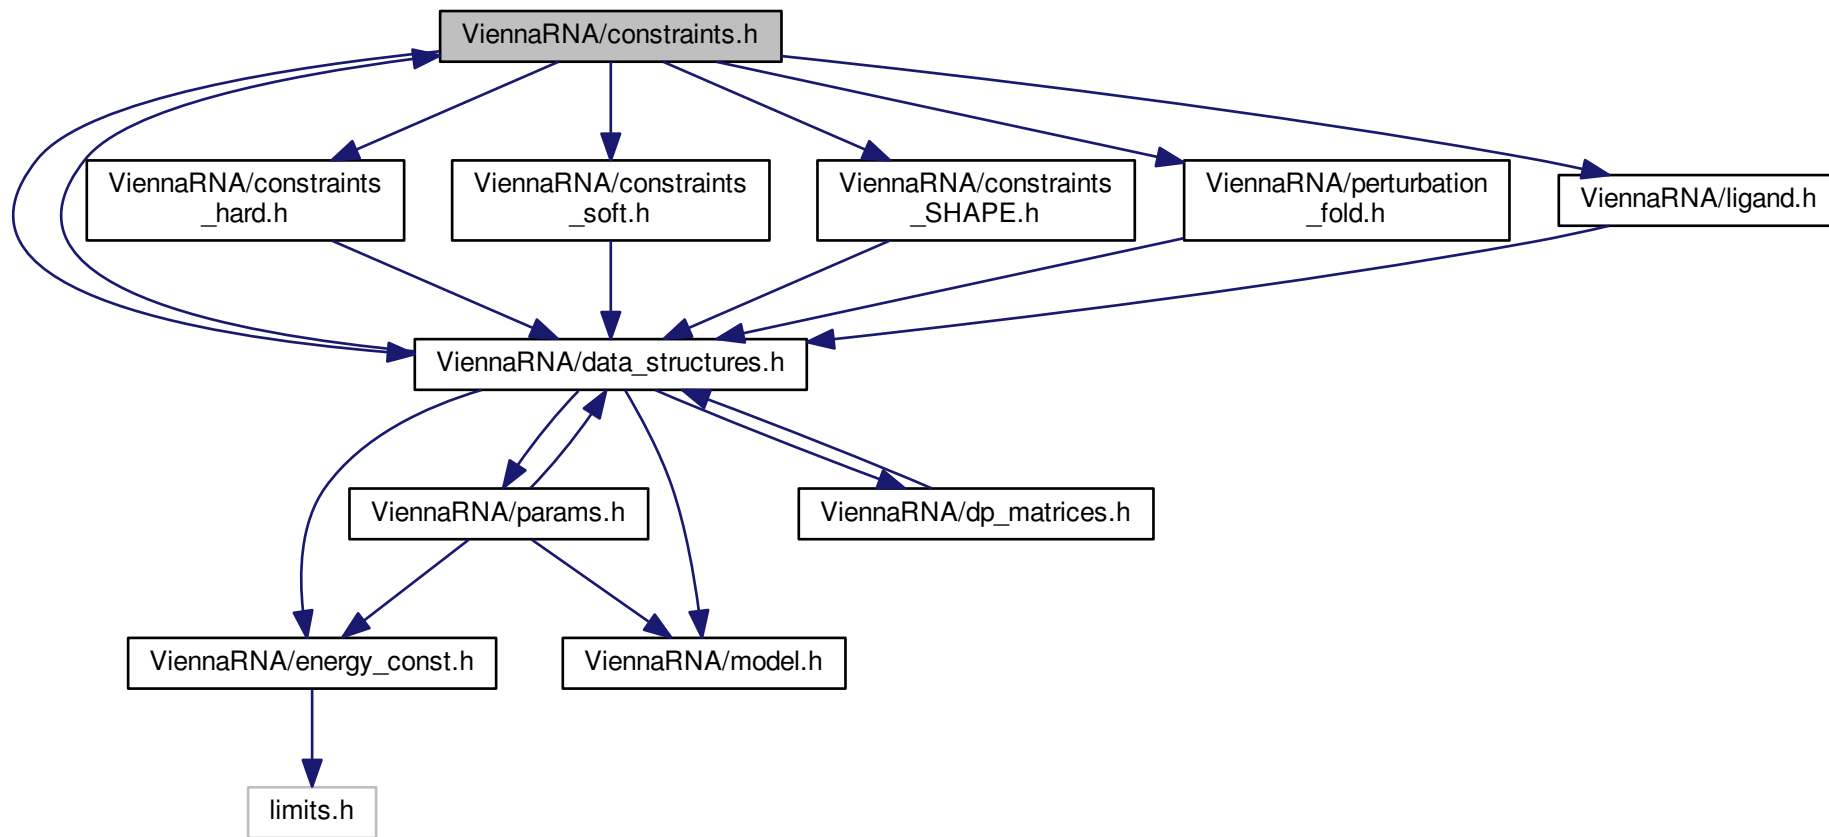 ViennaRNA/constraints.h
ViennaRNA/constraints
_hard.h
ViennaRNA/constraints
_soft.h
ViennaRNA/constraints
_SHAPE.h
ViennaRNA/perturbation
_fold.h
ViennaRNA/ligand.h
ViennaRNA/data_structures.h
ViennaRNA/params.h
ViennaRNA/dp_matrices.h
ViennaRNA/energy_const.h
ViennaRNA/model.h
limits.h